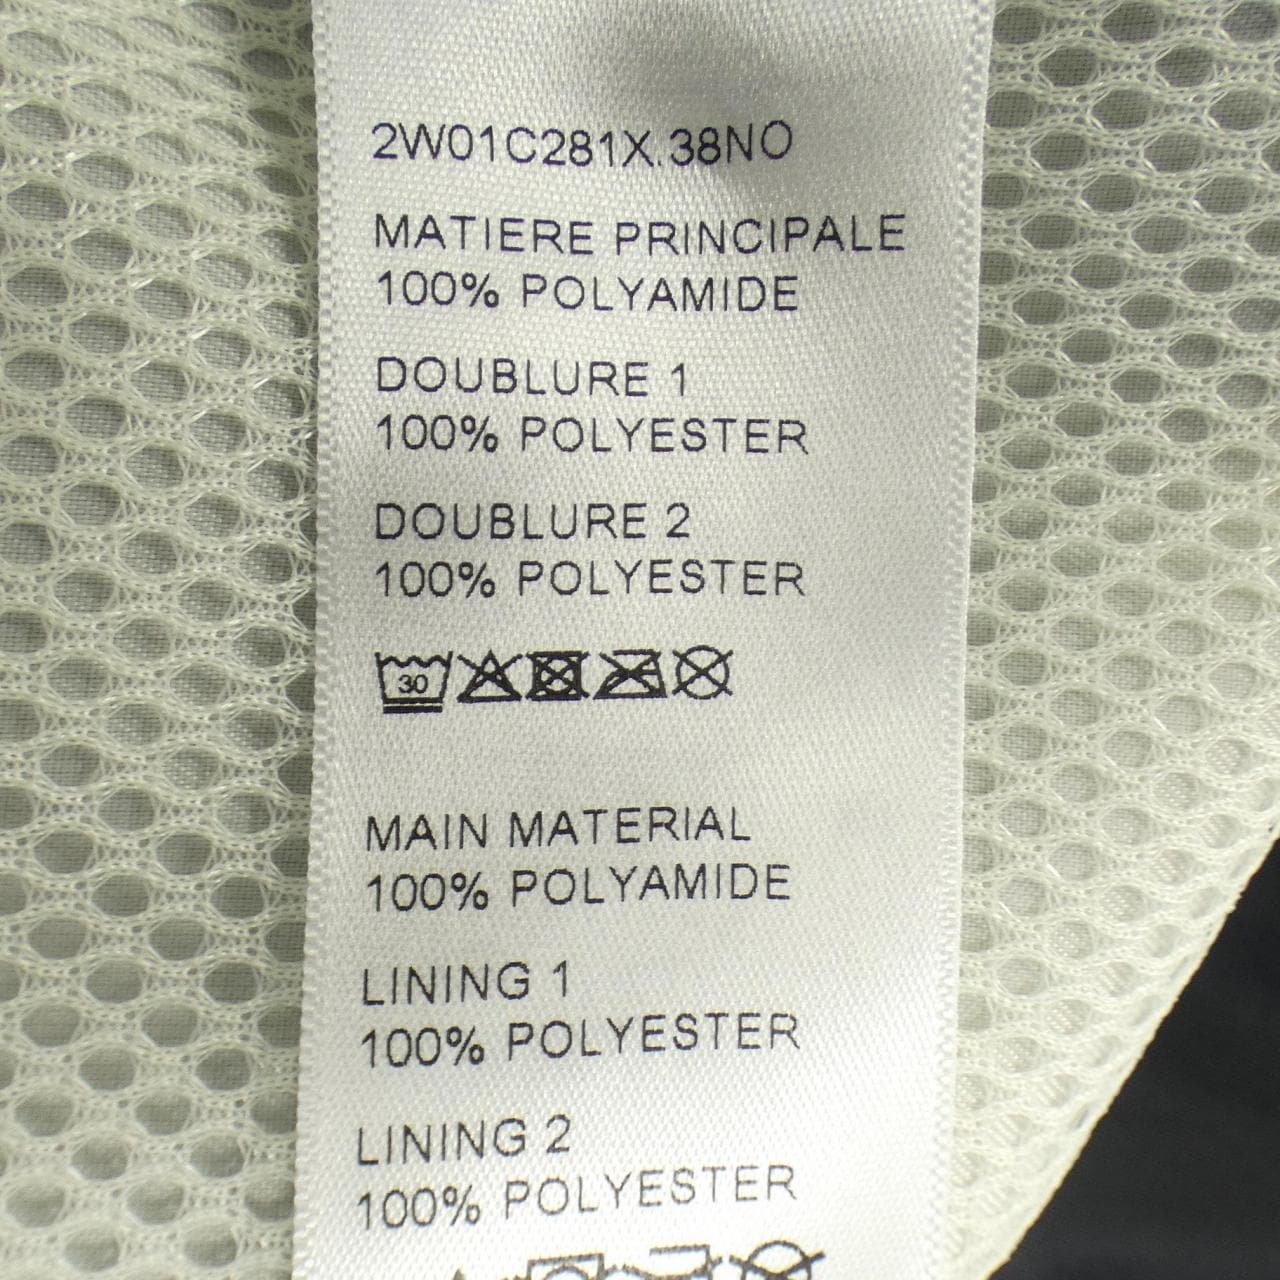 2W01C281X.38NO
MATIERE PRINCIPALE
100% POLYAMIDE
DOUBLURE 1
100% POLYESTER
DOUBLURE 2
100% POLYESTER
30
MAIN MATERIAL
100% POLYAMIDE
LINING 1
100% POLYESTER
LINING 2
100% POLYESTER